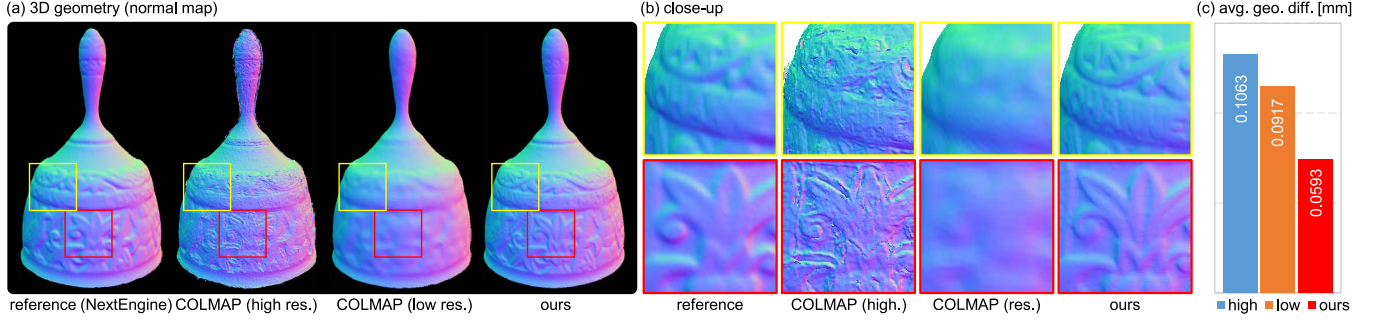 (a) 3D geometry (normal map)
reference (NextEngine) COLMAP (high res.) COLMAP (low res.) ours
(b) close-up
reference COLMAP (high.) COLMAP (res.) ours
(c) avg. geo. diff. [mm]
0.1063
0.0917
0.0593
high low ours